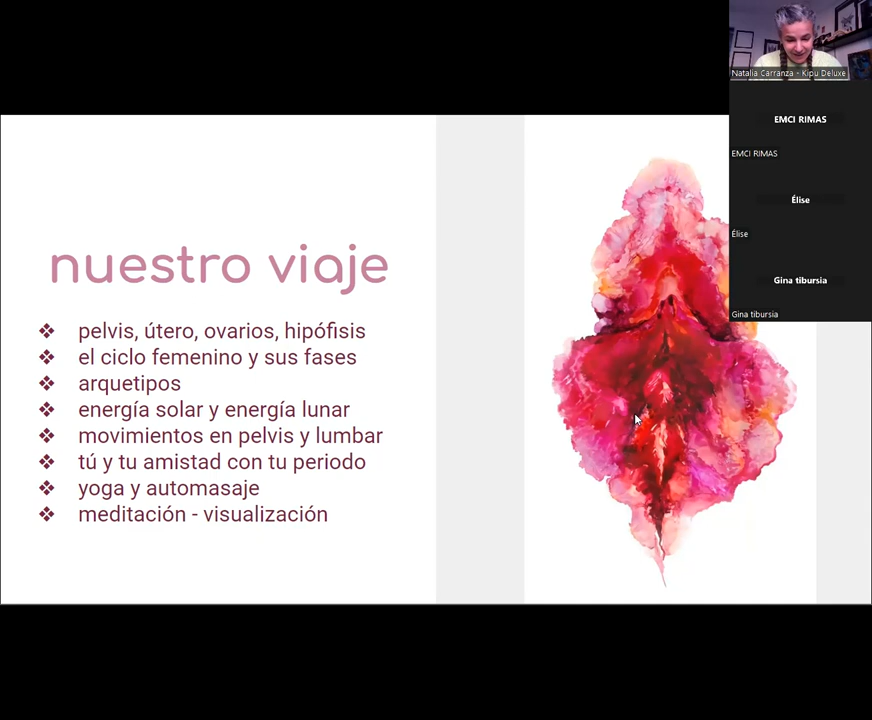 Natalia Carranza - Kipu Deluxe
EMCI RIMAS
EMCI RIMAS
Élise
Élise
Gina tibursia
Gina tibursia
nuestro viaje
❖ pelvis, útero, ovarios, hipófisis
❖ el ciclo femenino y sus fases
❖ arquetipos
❖ energía solar y energía lunar
❖ movimientos en pelvis y lumbar
❖ tú y tu amistad con tu periodo
❖ yoga y automasaje
❖ meditación - visualización